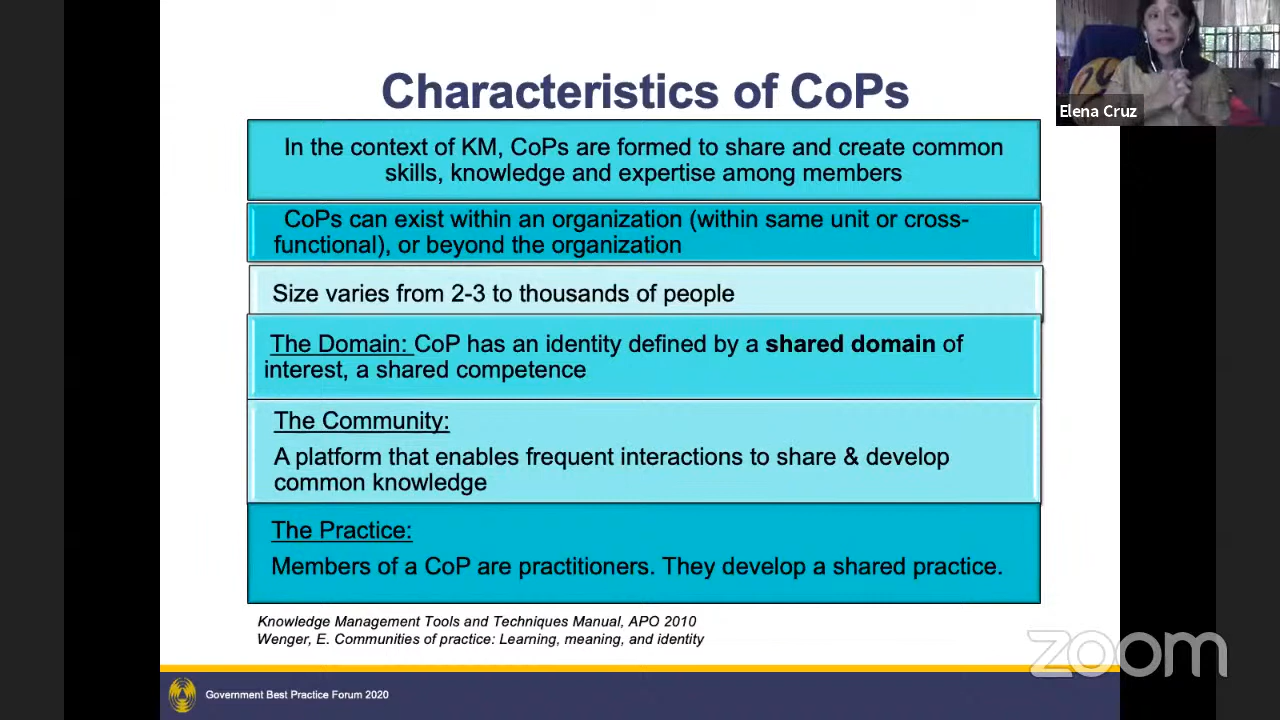 Characteristics of CoPs
Elena Cruz
In the context of KM, CoPs are formed to share and create common
skills, knowledge and expertise among members
CoPs can exist within an organization (within same unit or cross-
functional), or beyond the organization
Size varies from 2-3 to thousands of people
The Domain: CoP has an identity defined by a shared domain of
interest, a shared competence
The Community:
A platform that enables frequent interactions to share & develop
common knowledge
The Practice:
Members of a CoP are practitioners. They develop a shared practice.
Knowledge Management Tools and Techniques Manual, APO 2010
Wenger, E. Communities of practice: Learning, meaning, and identity
zoom
Government Best Practice Forum 2020